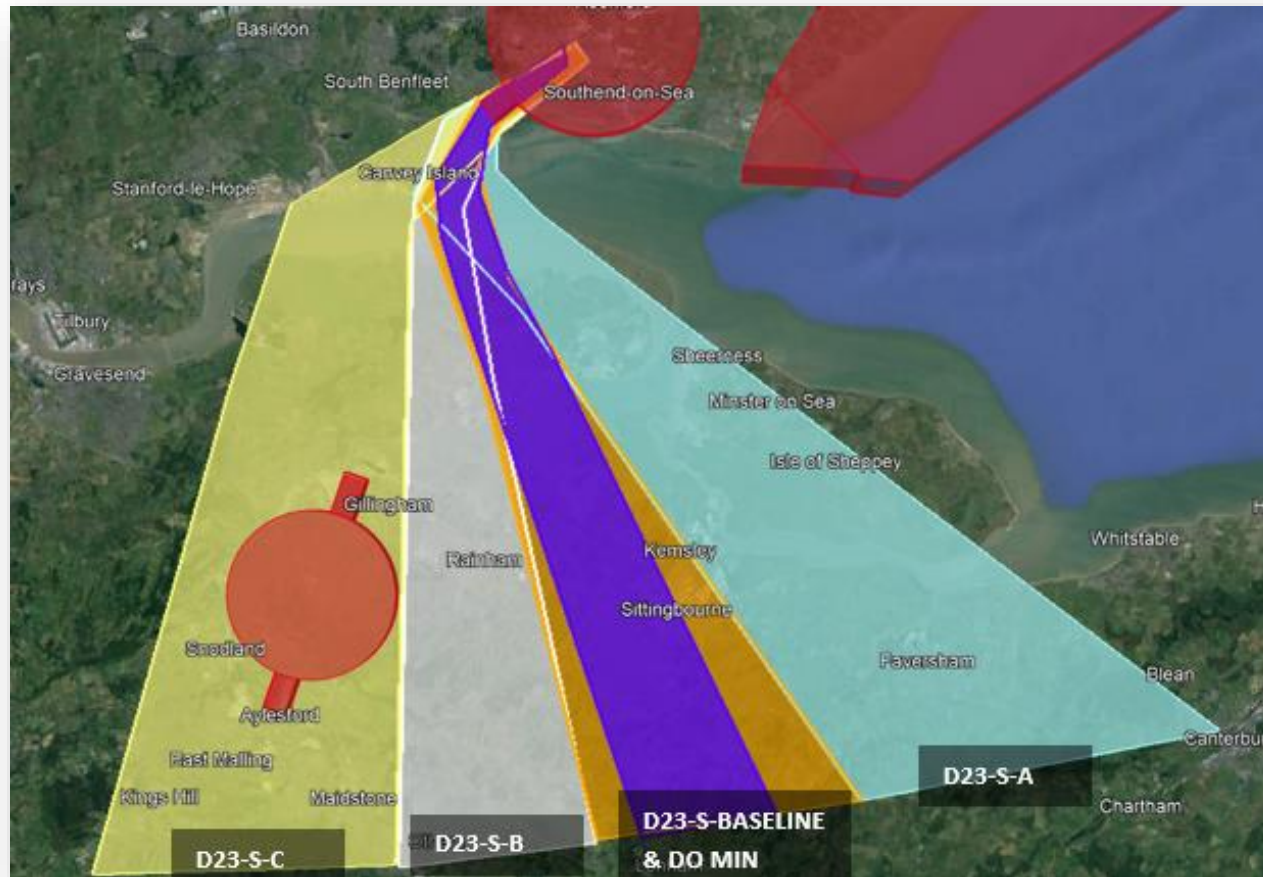 Basildon
South Benfleet
Southend-on-Sea
Canvey Island
Stanford-le-Hope
Tilbury
Gravesend
Sheerness
Minster on Sea
Isle of Sheppey
Gillingham
Whitstable
Rainham
Kemsley
Sittingbourne
Snodland
Faversham
Blean
Aylesford
East Malling
Kings Hill
Maidstone
Chartham
D23-S-A
D23-S-BASELINE
& DO MIN
D23-S-B
D23-S-C